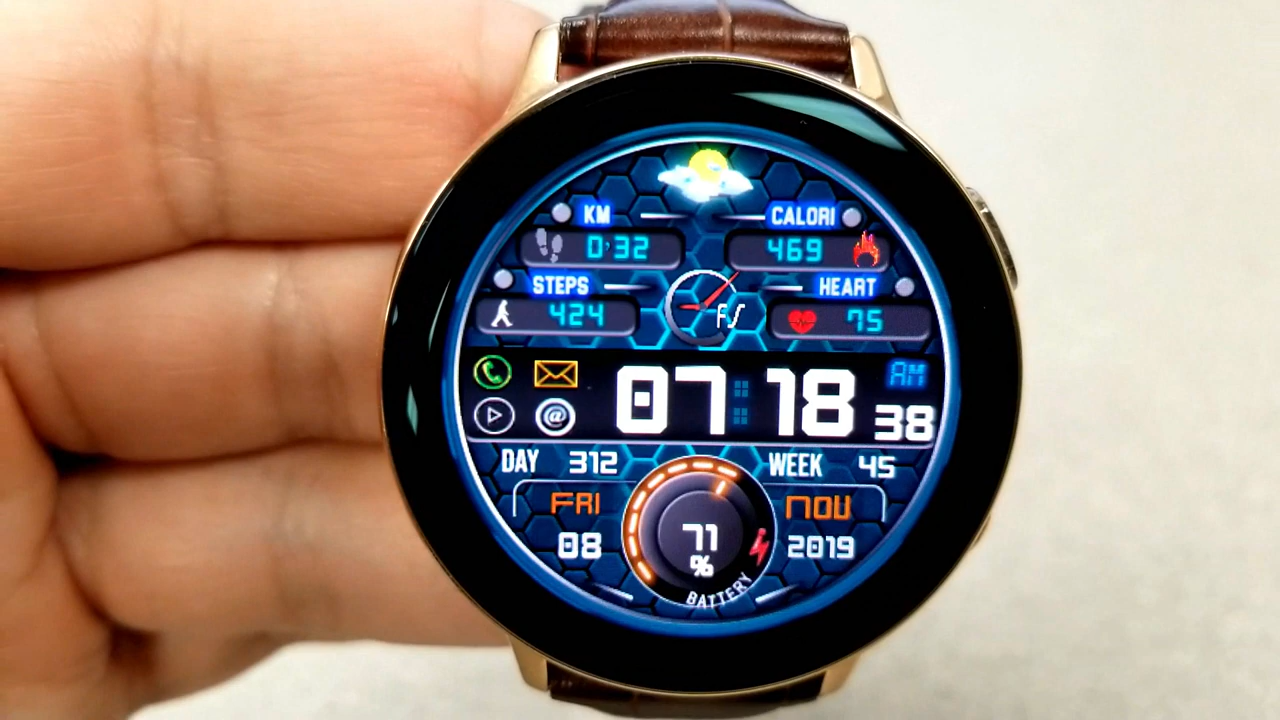 KM CALORI
0.32 469
STEPS HEART
424 FS 75
AM
07:18 38
@
DAY 312 WEEK 45
FRI NOV
08 71 2019
%
BATTERY